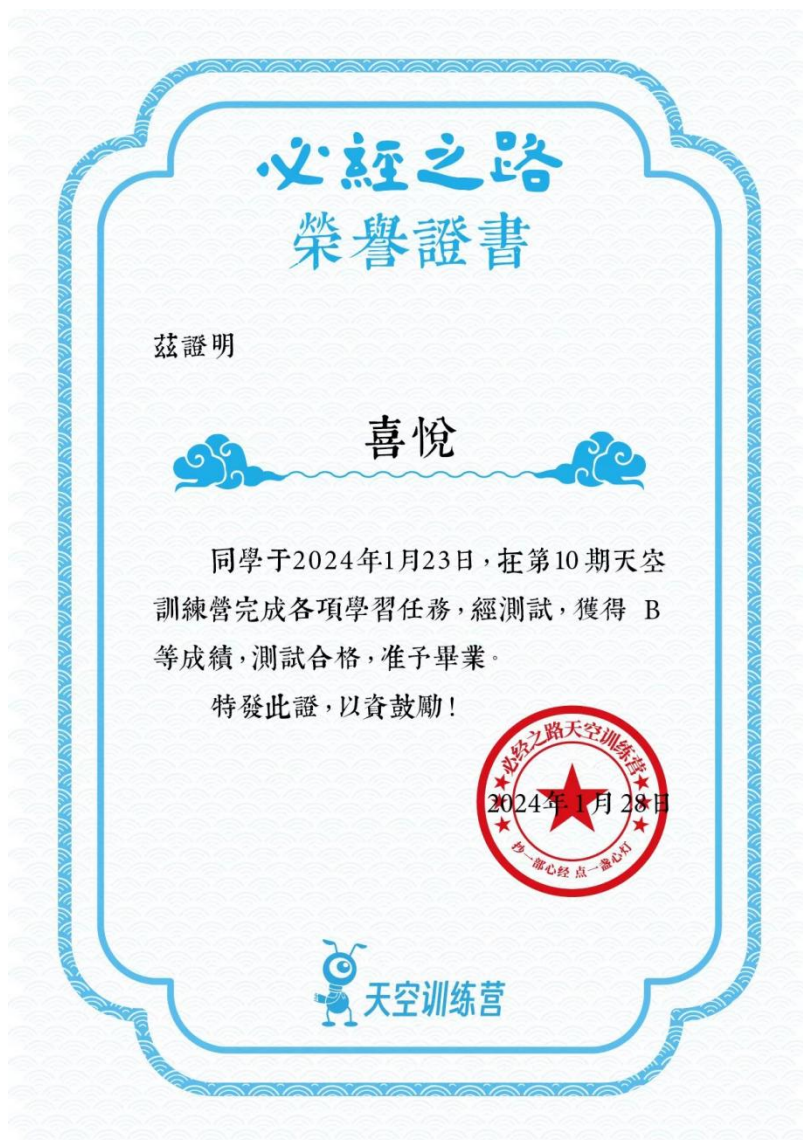 必經之路
榮譽證書
茲證明
喜悅
同學于2024年1月23日，在第10期天空
訓練營完成各項學習任務，經測試，獲得 B
等成績，測試合格，准予畢業。
特發此證，以資鼓勵！
必经之路天空训练营
2024年1月28日
抄一部心经 点一盏心灯
天空训练营